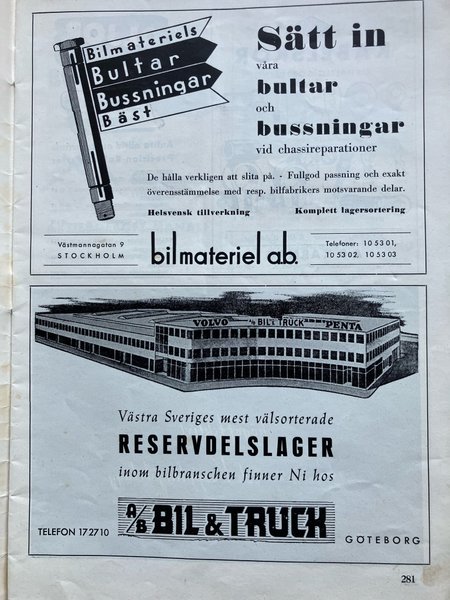 Bilmateriels
Bultar
Bussningar
Bäst
Sätt in
våra
bultar
och
bussningar
vid chassireparationer
De hålla verkligen att slita på. - Fullgod passning och exakt
överensstämmelse med resp. bilfabrikers motsvarande delar.
Helsvensk tillverkning Komplett lagersortering
Västmannagatan 9
STOCKHOLM
bilmateriel a.b.
Telefoner: 10 53 01,
10 53 02, 10 53 03
VOLVO A/B BIL & TRUCK PENTA
Västra Sveriges mest välsorterade
RESERVDELSLAGER
inom bilbranschen finner Ni hos
TELEFON 17 27 10
A/B BIL & TRUCK
GÖTEBORG
281